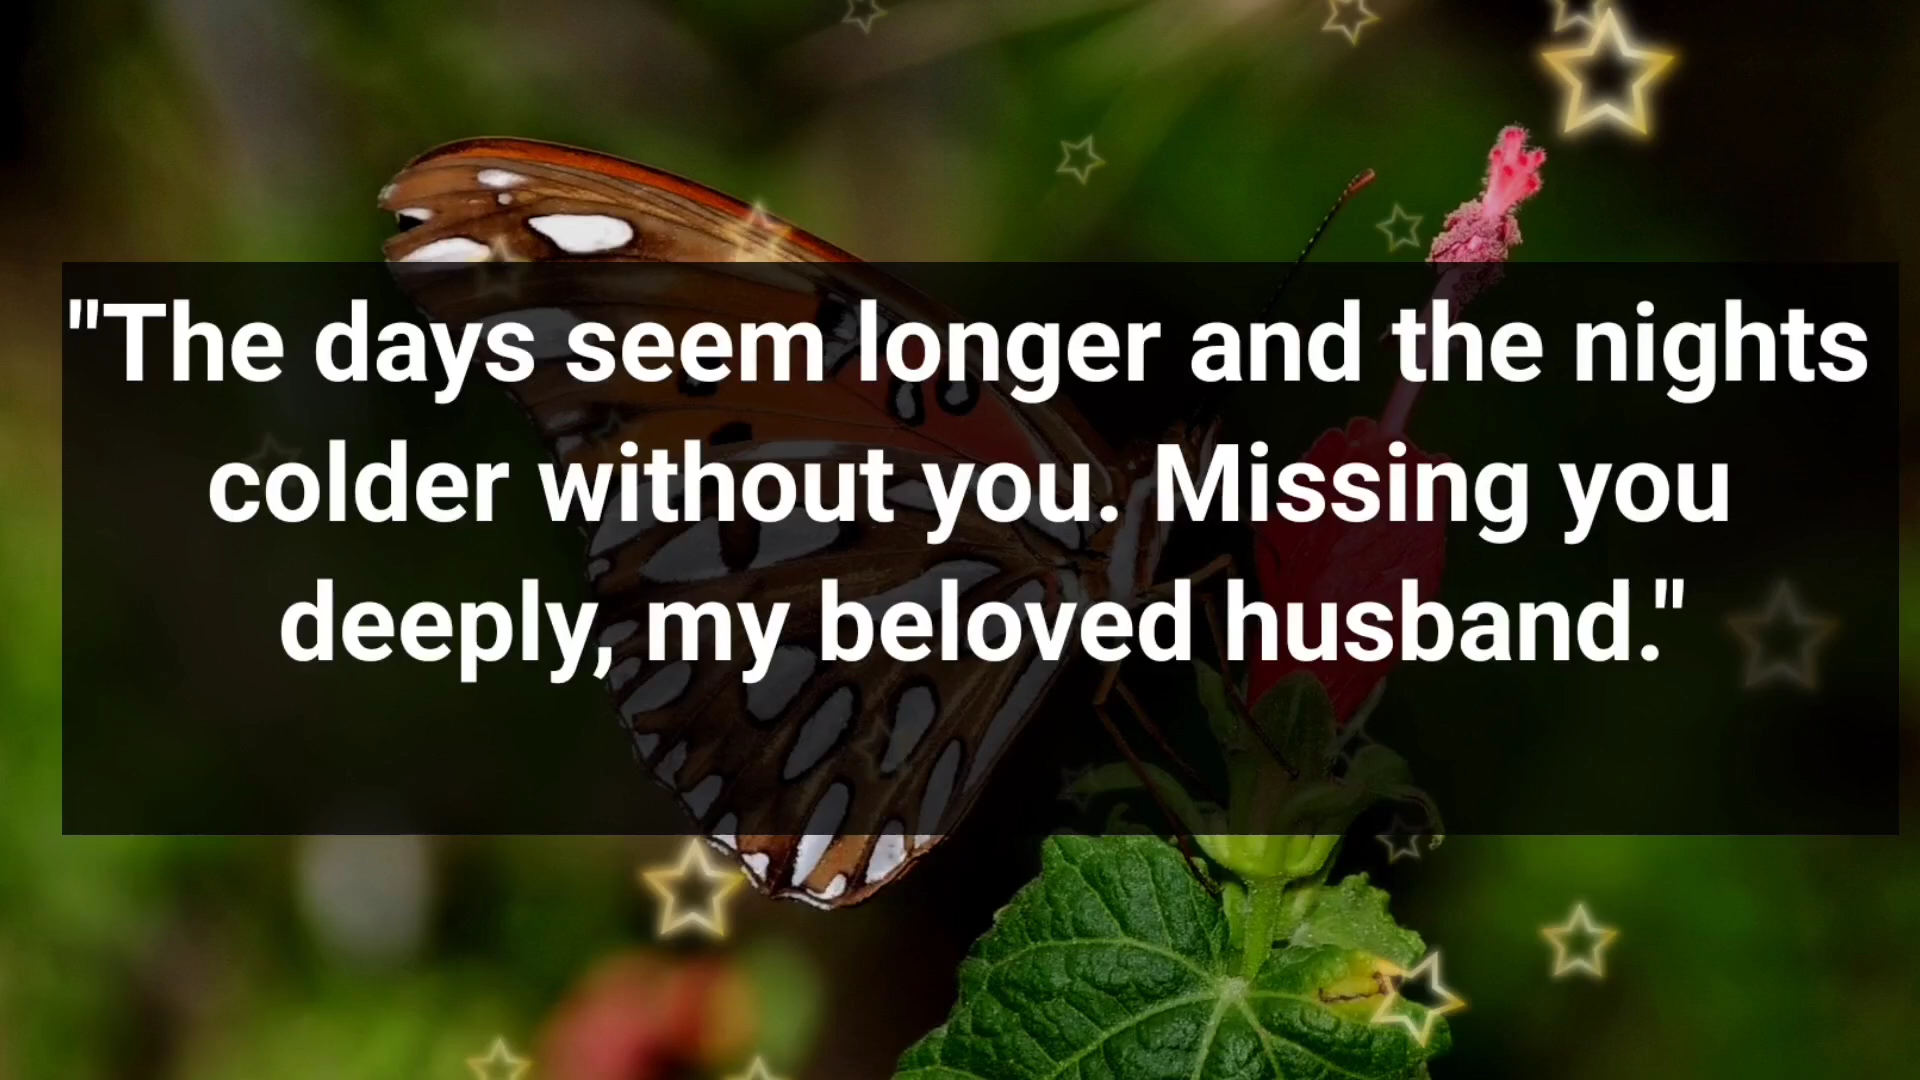 "The days seem longer and the nights
colder without you. Missing you
deeply, my beloved husband."